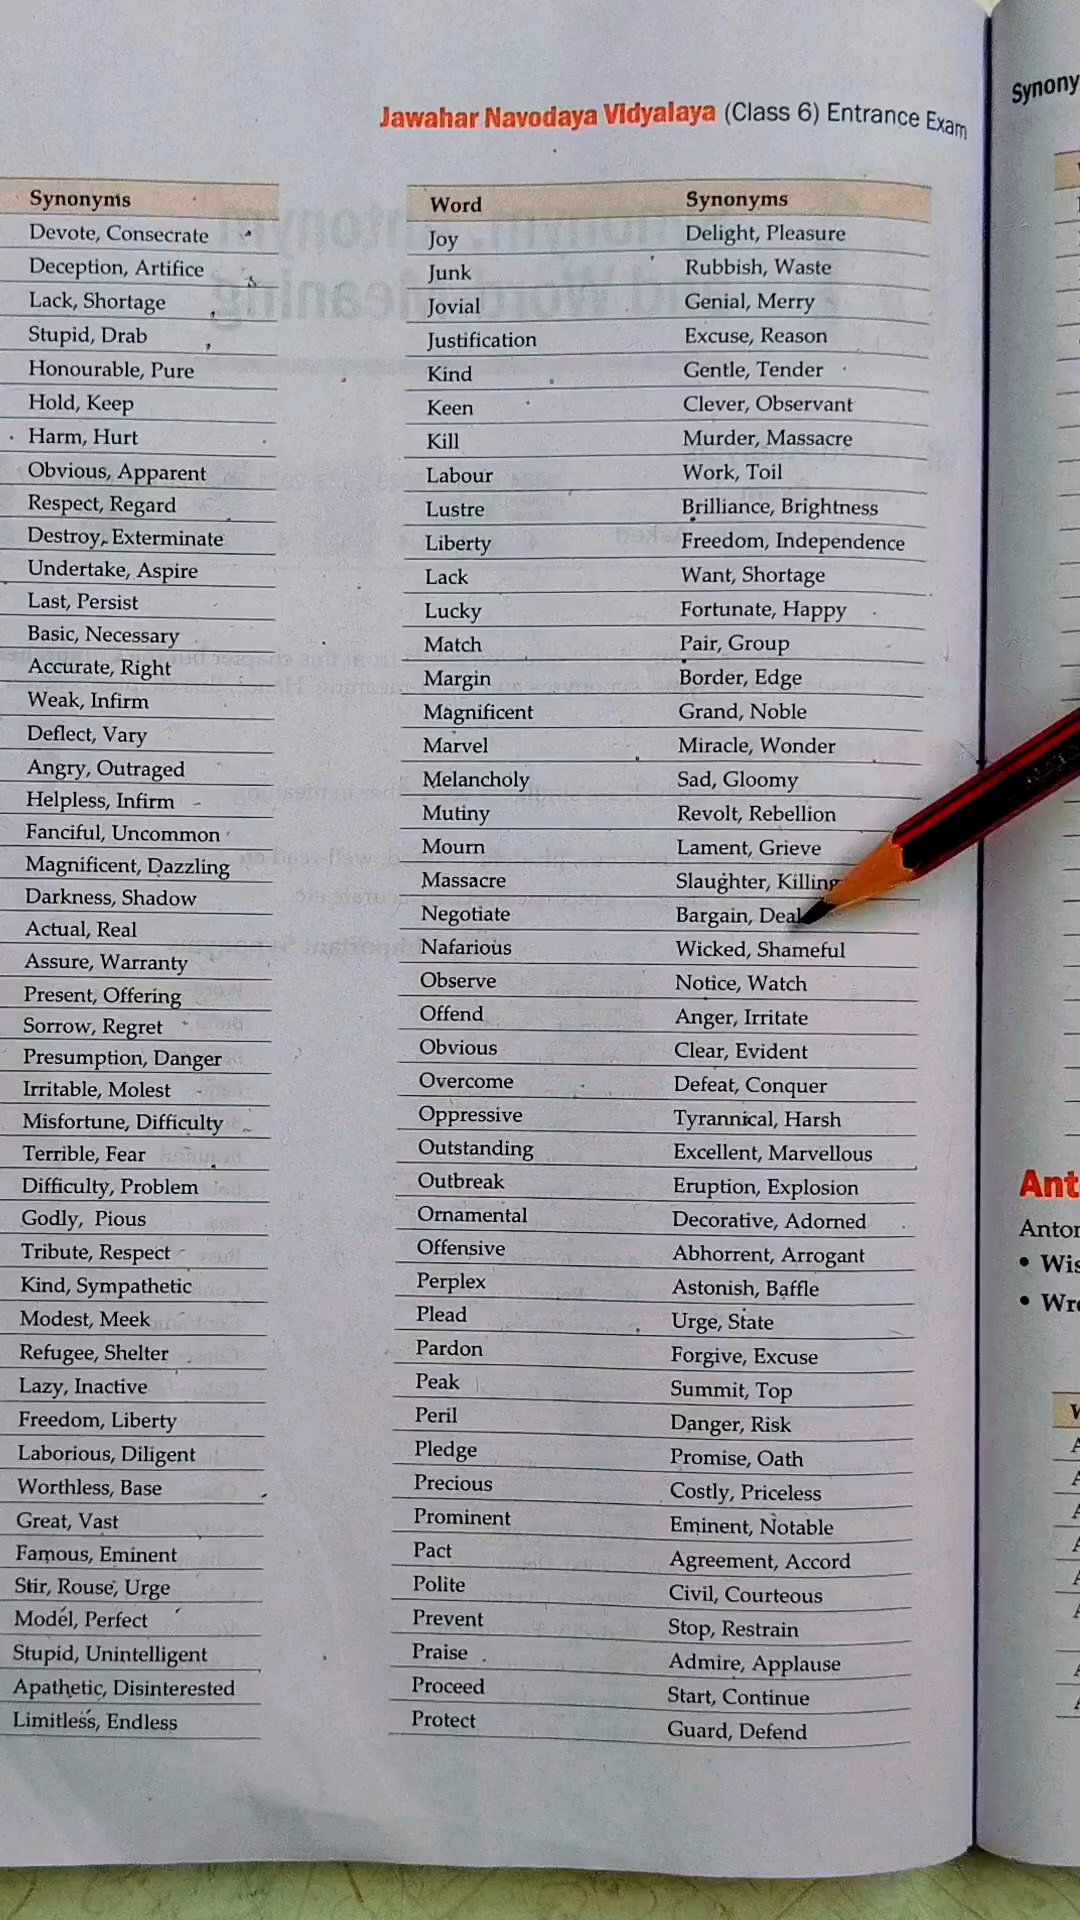 Jawahar Navodaya Vidyalaya (Class 6) Entrance Exam
Synonyms
Devote, Consecrate
Deception, Artifice
Lack, Shortage
Stupid, Drab
Honourable, Pure
Hold, Keep
Harm, Hurt
Obvious, Apparent
Respect, Regard
Destroy, Exterminate
Undertake, Aspire
Last, Persist
Basic, Necessary
Accurate, Right
Weak, Infirm
Deflect, Vary
Angry, Outraged
Helpless, Infirm
Fanciful, Uncommon
Magnificent, Dazzling
Darkness, Shadow
Actual, Real
Assure, Warranty
Present, Offering
Sorrow, Regret
Presumption, Danger
Irritable, Molest
Misfortune, Difficulty
Terrible, Fear
Difficulty, Problem
Godly, Pious
Tribute, Respect
Kind, Sympathetic
Modest, Meek
Refugee, Shelter
Lazy, Inactive
Freedom, Liberty
Laborious, Diligent
Worthless, Base
Great, Vast
Famous, Eminent
Stir, Rouse, Urge
Model, Perfect
Stupid, Unintelligent
Apathetic, Disinterested
Limitless, Endless
Word Synonyms
Joy Delight, Pleasure
Junk Rubbish, Waste
Jovial Genial, Merry
Justification Excuse, Reason
Kind Gentle, Tender
Keen Clever, Observant
Kill Murder, Massacre
Labour Work, Toil
Lustre Brilliance, Brightness
Liberty Freedom, Independence
Lack Want, Shortage
Lucky Fortunate, Happy
Match Pair, Group
Margin Border, Edge
Magnificent Grand, Noble
Marvel Miracle, Wonder
Melancholy Sad, Gloomy
Mutiny Revolt, Rebellion
Mourn Lament, Grieve
Massacre Slaughter, Killing
Negotiate Bargain, Deal
Nafarious Wicked, Shameful
Observe Notice, Watch
Offend Anger, Irritate
Obvious Clear, Evident
Overcome Defeat, Conquer
Oppressive Tyrannical, Harsh
Outstanding Excellent, Marvellous
Outbreak Eruption, Explosion
Ornamental Decorative, Adorned
Offensive Abhorrent, Arrogant
Perplex Astonish, Baffle
Plead Urge, State
Pardon Forgive, Excuse
Peak Summit, Top
Peril Danger, Risk
Pledge Promise, Oath
Precious Costly, Priceless
Prominent Eminent, Notable
Pact Agreement, Accord
Polite Civil, Courteous
Prevent Stop, Restrain
Praise Admire, Applause
Proceed Start, Continue
Protect Guard, Defend
Synony
Ant
Anton
• Wis
• Wro